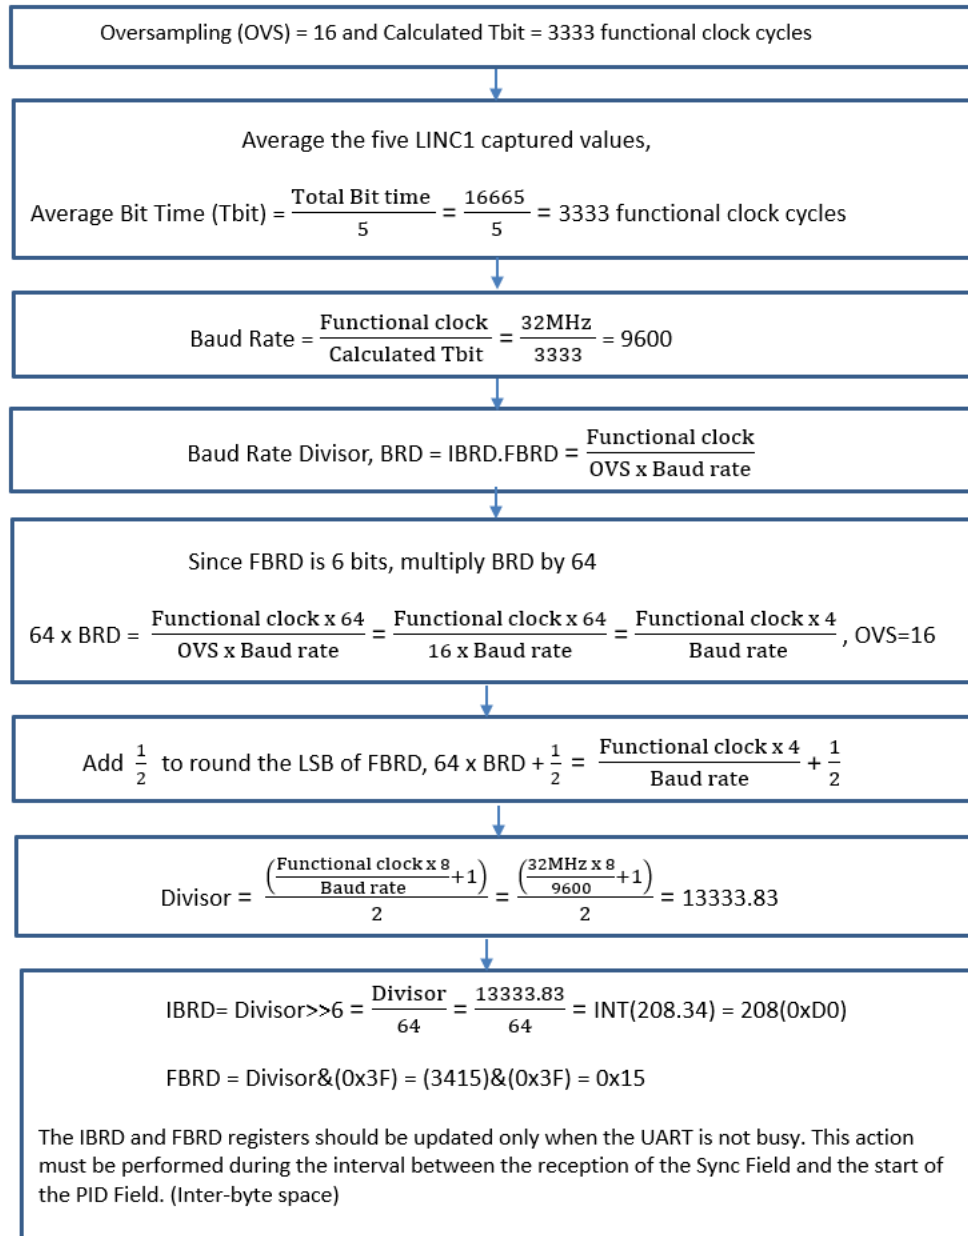 Oversampling (OVS) = 16 and Calculated Tbit = 3333 functional clock cycles
Average the five LINC1 captured values,
Average Bit Time (Tbit) = Total Bit time / 5 = 16665 / 5 = 3333 functional clock cycles
Baud Rate = Functional clock / Calculated Tbit = 32MHz / 3333 = 9600
Baud Rate Divisor, BRD = IBRD.FBRD = Functional clock / OVS x Baud rate
Since FBRD is 6 bits, multiply BRD by 64
64 x BRD = Functional clock x 64 / OVS x Baud rate = Functional clock x 64 / 16 x Baud rate = Functional clock x 4 / Baud rate , OVS=16
Add 1/2 to round the LSB of FBRD, 64 x BRD + 1/2 = Functional clock x 4 / Baud rate + 1/2
Divisor = (Functional clock x 8 / Baud rate +1) / 2 = (32MHz x 8 / 9600 +1) / 2 = 13333.83
IBRD= Divisor>>6 = Divisor / 64 = 13333.83 / 64 = INT(208.34) = 208(0xD0)
FBRD = Divisor&(0x3F) = (3415)&(0x3F) = 0x15
The IBRD and FBRD registers should be updated only when the UART is not busy. This action
must be performed during the interval between the reception of the Sync Field and the start of
the PID Field. (Inter-byte space)